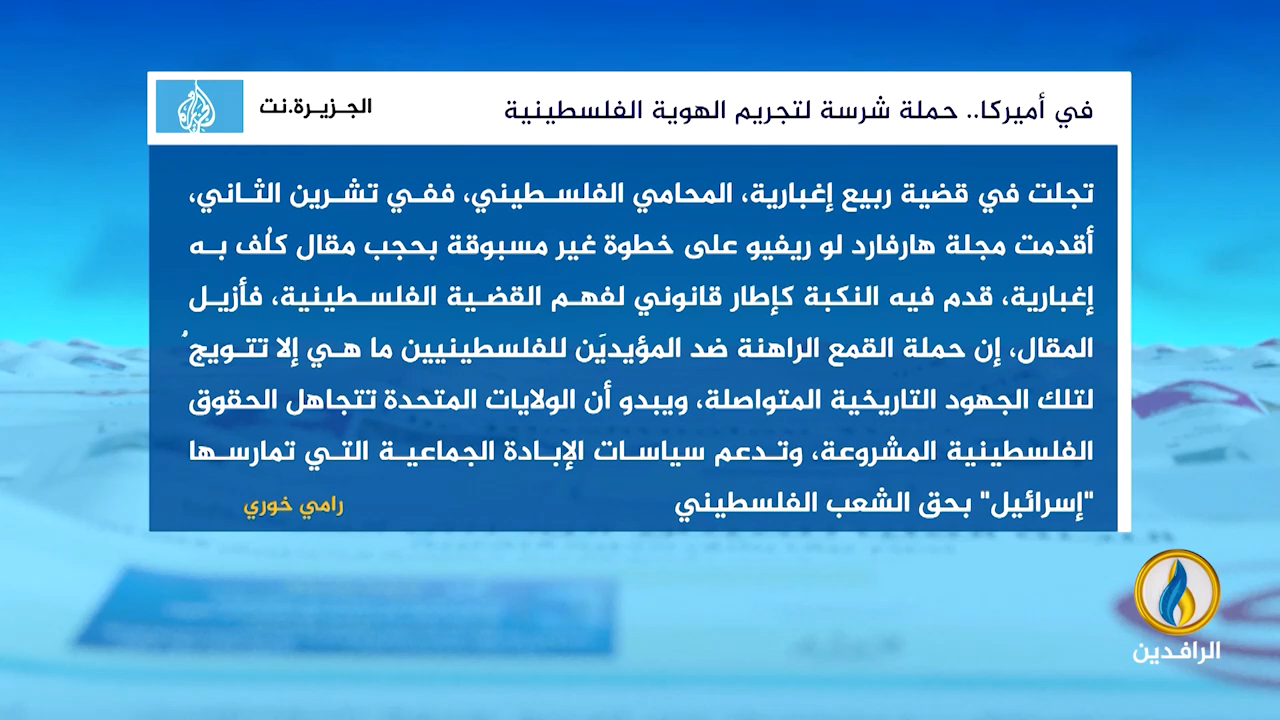 في أميركا.. حملة شرسة لتجريم الهوية الفلسطينية
الجـزيـرة.نت
تجلت في قضية ربيع إغبارية، المحامي الفلسـطيني، ففـي تشـرين الثـاني،
أقدمت مجلة هارفارد لو ريفيو على خطوة غير مسبوقة بحجب مقال كلُف بـه
إغبارية، قدم فيه النكبة كإطار قانوني لفهـم القضـية الفلسـطينية، فأزيـل
المقال، إن حملة القمع الراهنة ضد المؤيديَن للفلسطينيين ما هـي إلا تتـويجُ
لتلك الجهود التاريخية المتواصلة، ويبدو أن الولايات المتحدة تتجاهل الحقوق
الفلسطينية المشروعة، وتـدعم سياسـات الإبـادة الجماعيـة التـي تمارسـها
"إسرائيل" بحق الشعب الفلسطيني
رامي خوري
الرافـدين